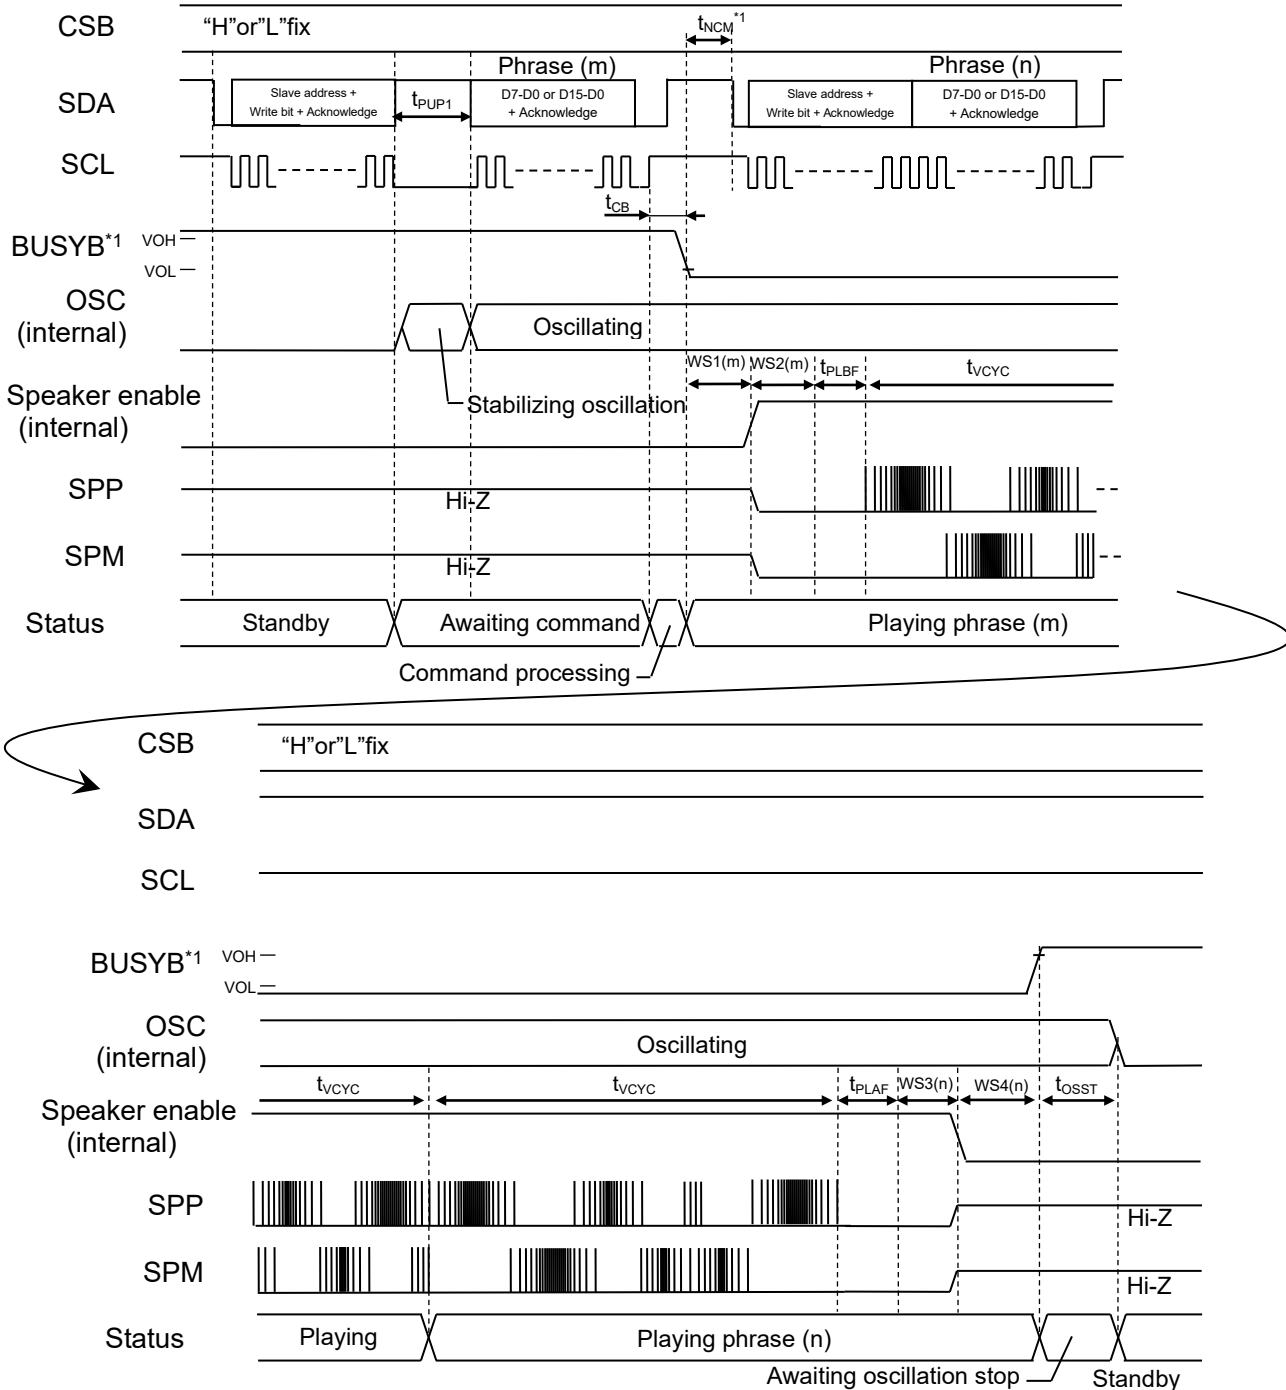 CSB “H”or”L”fix tNCM*1
Phrase (m) Phrase (n)
SDA Slave address + Write bit + Acknowledge tPUP1 D7-D0 or D15-D0 + Acknowledge Slave address + Write bit + Acknowledge D7-D0 or D15-D0 + Acknowledge
SCL
tCB
BUSYB*1 VOH
VOL
OSC
(internal) Oscillating
WS1(m) WS2(m) tPLBF tVCYC
Speaker enable
(internal) Stabilizing oscillation
SPP Hi-Z
SPM Hi-Z
Status Standby Awaiting command Playing phrase (m)
Command processing
CSB “H”or”L”fix
SDA
SCL
BUSYB*1 VOH
VOL
OSC
(internal) Oscillating
tVCYC tVCYC tPLAF WS3(n) WS4(n) tOSST
Speaker enable
(internal)
SPP Hi-Z
SPM Hi-Z
Status Playing Playing phrase (n)
Awaiting oscillation stop Standby